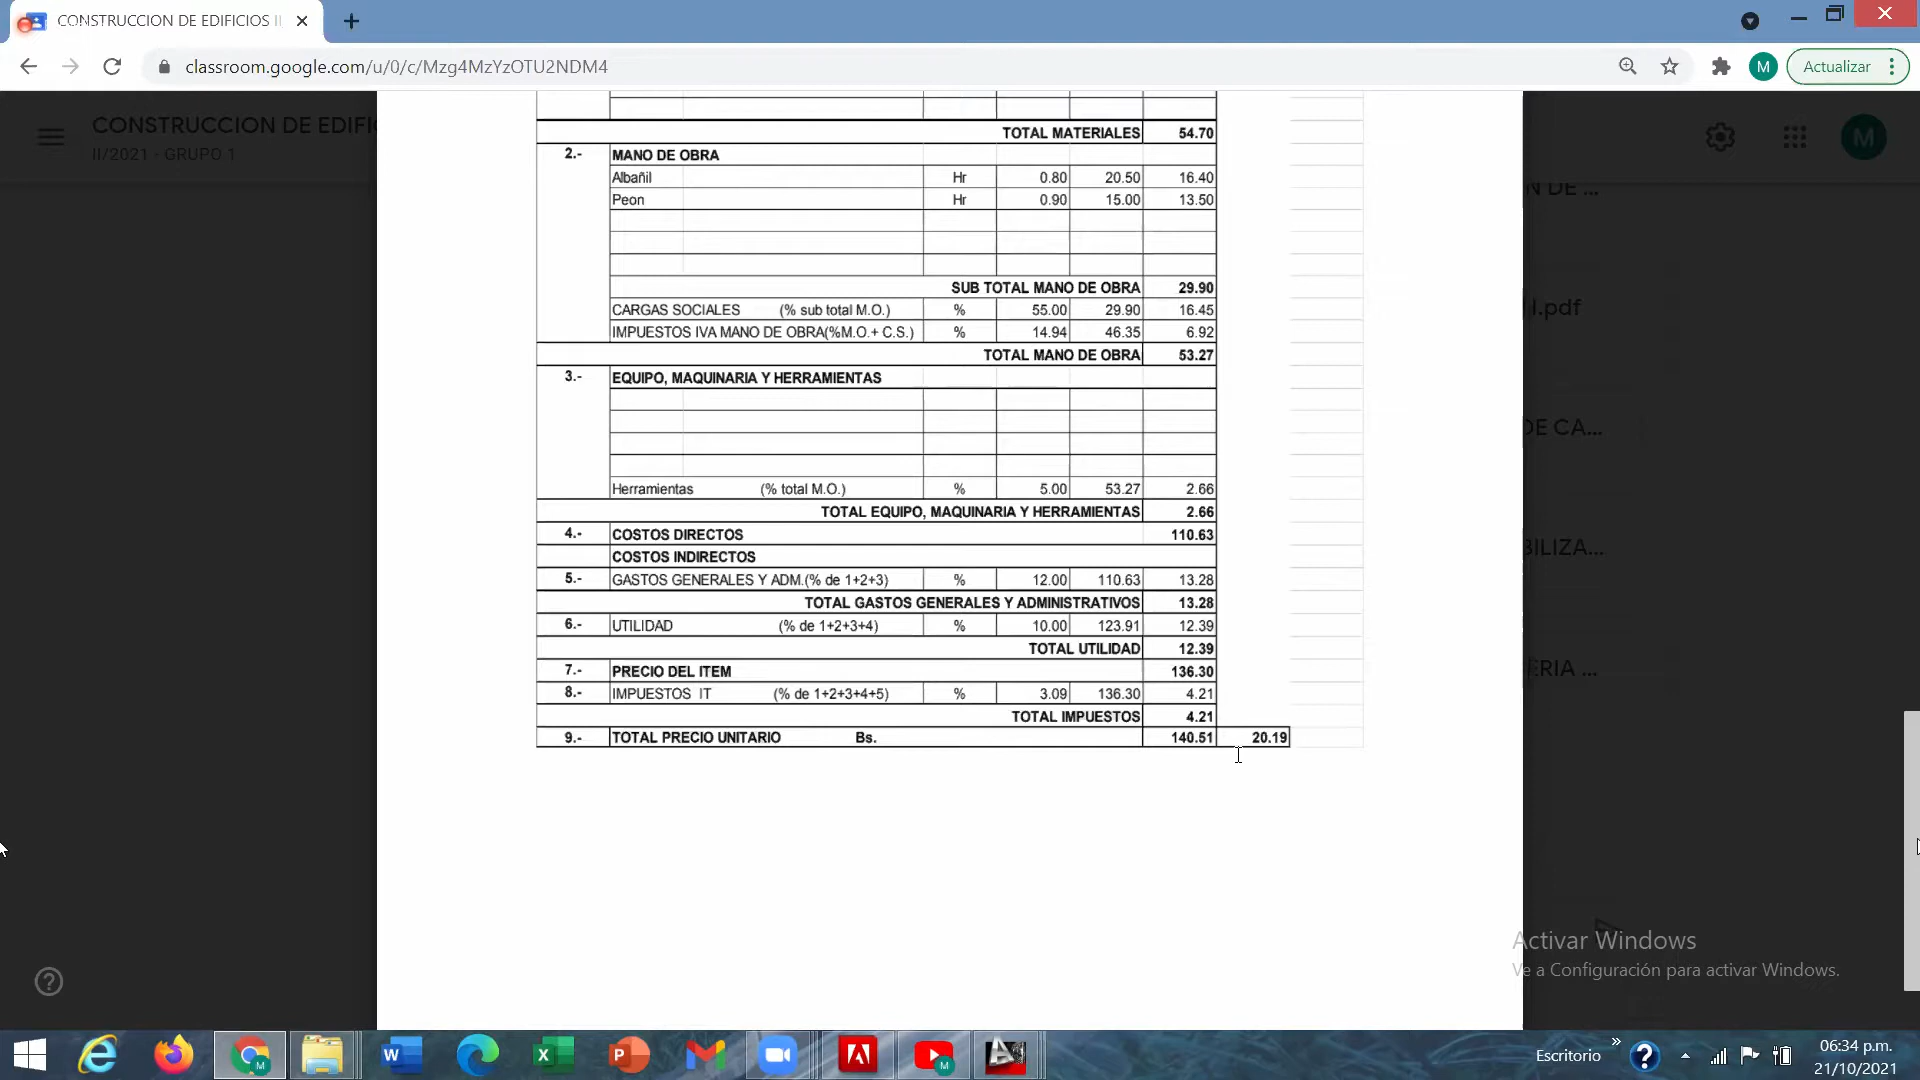 CONSTRUCCION DE EDIFICIOS II
classroom.google.com/u/0/c/Mzg4MzYzOTU2NDM4
M
Actualizar
CONSTRUCCION DE EDIFI
II/2021 - GRUPO 1
M
TOTAL MATERIALES 54.70
2.- MANO DE OBRA
Albañil Hr 0.80 20.50 16.40
Peon Hr 0.90 15.00 13.50
SUB TOTAL MANO DE OBRA 29.90
CARGAS SOCIALES (% sub total M.O.) % 55.00 29.90 16.45
IMPUESTOS IVA MANO DE OBRA(%M.O.+ C.S.) % 14.94 46.35 6.92
TOTAL MANO DE OBRA 53.27
3.- EQUIPO, MAQUINARIA Y HERRAMIENTAS
Herramientas (% total M.O.) % 5.00 53.27 2.66
TOTAL EQUIPO, MAQUINARIA Y HERRAMIENTAS 2.66
4.- COSTOS DIRECTOS 110.63
COSTOS INDIRECTOS
5.- GASTOS GENERALES Y ADM.(% de 1+2+3) % 12.00 110.63 13.28
TOTAL GASTOS GENERALES Y ADMINISTRATIVOS 13.28
6.- UTILIDAD (% de 1+2+3+4) % 10.00 123.91 12.39
TOTAL UTILIDAD 12.39
7.- PRECIO DEL ITEM 136.30
8.- IMPUESTOS IT (% de 1+2+3+4+5) % 3.09 136.30 4.21
TOTAL IMPUESTOS 4.21
9.- TOTAL PRECIO UNITARIO Bs. 140.51 20.19
N DE ...
.pdf
DE CA...
BILIZA...
ERIA ...
Activar Windows
Ve a Configuración para activar Windows.
Escritorio
06:34 p.m.
21/10/2021